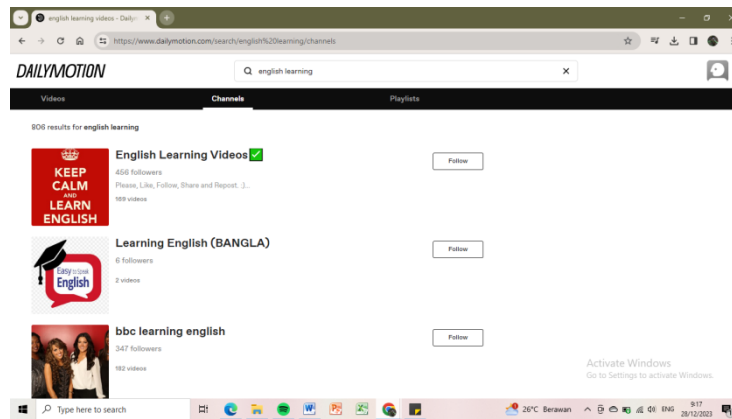 english learning videos - Dailym
https://www.dailymotion.com/search/english%20learning/channels
DAILYMOTION
english learning
Videos
Channels
Playlists
806 results for english learning
KEEP
CALM
AND
LEARN
ENGLISH
English Learning Videos✅
456 followers
Please, Like, Follow, Share and Repost. :)...
189 videos
Follow
Easy to Speak
English
Learning English (BANGLA)
6 followers
2 videos
Follow
bbc learning english
347 followers
182 videos
Follow
Activate Windows
Go to Settings to activate Windows.
Type here to search
26°C Berawan
ENG
9:17
28/12/2023